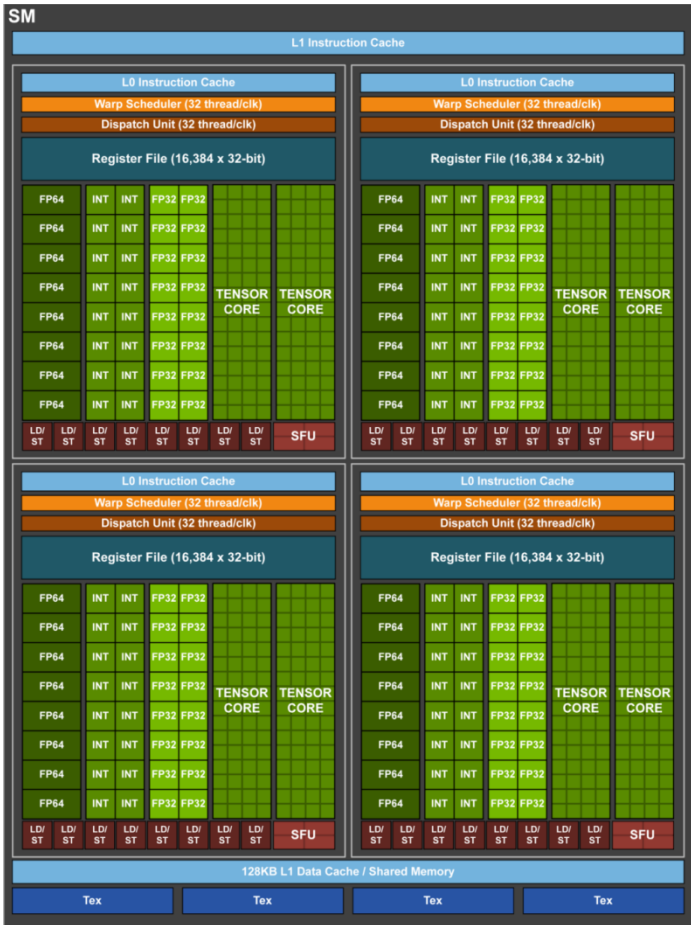 SM
L1 Instruction Cache
L0 Instruction Cache
Warp Scheduler (32 thread/clk)
Dispatch Unit (32 thread/clk)
Register File (16,384 x 32-bit)
FP64 INT INT FP32 FP32
FP64 INT INT FP32 FP32
FP64 INT INT FP32 FP32
FP64 INT INT FP32 FP32
FP64 INT INT FP32 FP32
FP64 INT INT FP32 FP32
FP64 INT INT FP32 FP32
FP64 INT INT FP32 FP32
TENSOR CORE
TENSOR CORE
LD/ST LD/ST LD/ST LD/ST LD/ST LD/ST LD/ST LD/ST SFU
L0 Instruction Cache
Warp Scheduler (32 thread/clk)
Dispatch Unit (32 thread/clk)
Register File (16,384 x 32-bit)
FP64 INT INT FP32 FP32
FP64 INT INT FP32 FP32
FP64 INT INT FP32 FP32
FP64 INT INT FP32 FP32
FP64 INT INT FP32 FP32
FP64 INT INT FP32 FP32
FP64 INT INT FP32 FP32
FP64 INT INT FP32 FP32
TENSOR CORE
TENSOR CORE
LD/ST LD/ST LD/ST LD/ST LD/ST LD/ST LD/ST LD/ST SFU
L0 Instruction Cache
Warp Scheduler (32 thread/clk)
Dispatch Unit (32 thread/clk)
Register File (16,384 x 32-bit)
FP64 INT INT FP32 FP32
FP64 INT INT FP32 FP32
FP64 INT INT FP32 FP32
FP64 INT INT FP32 FP32
FP64 INT INT FP32 FP32
FP64 INT INT FP32 FP32
FP64 INT INT FP32 FP32
FP64 INT INT FP32 FP32
TENSOR CORE
TENSOR CORE
LD/ST LD/ST LD/ST LD/ST LD/ST LD/ST LD/ST LD/ST SFU
L0 Instruction Cache
Warp Scheduler (32 thread/clk)
Dispatch Unit (32 thread/clk)
Register File (16,384 x 32-bit)
FP64 INT INT FP32 FP32
FP64 INT INT FP32 FP32
FP64 INT INT FP32 FP32
FP64 INT INT FP32 FP32
FP64 INT INT FP32 FP32
FP64 INT INT FP32 FP32
FP64 INT INT FP32 FP32
FP64 INT INT FP32 FP32
TENSOR CORE
TENSOR CORE
LD/ST LD/ST LD/ST LD/ST LD/ST LD/ST LD/ST LD/ST SFU
128KB L1 Data Cache / Shared Memory
Tex Tex Tex Tex